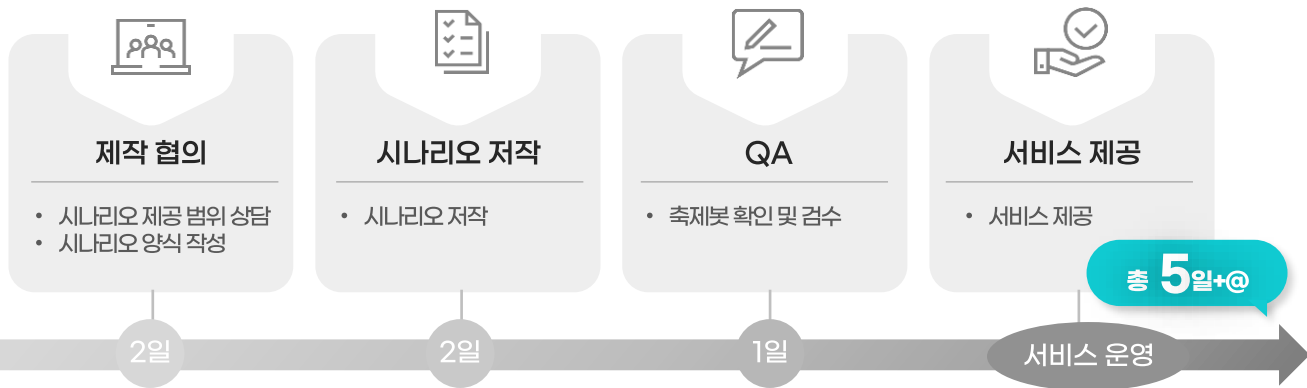 제작 협의
• 시나리오 제공 범위 상담
• 시나리오 양식 작성
2일
시나리오 저작
• 시나리오 저작
2일
QA
• 축제봇 확인 및 검수
1일
서비스 제공
• 서비스 제공
총 5일+@
서비스 운영